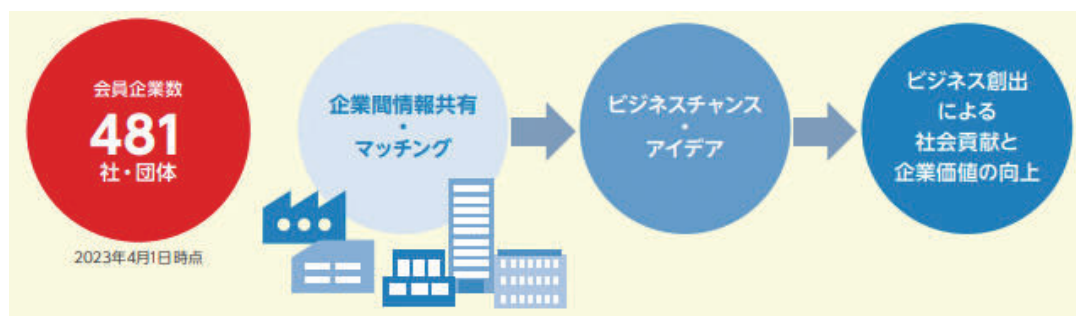 会員企業数
481
社・団体
2023年4月1日時点
企業間情報共有
・
マッチング
ビジネスチャンス
・
アイデア
ビジネス創出
による
社会貢献と
企業価値の向上